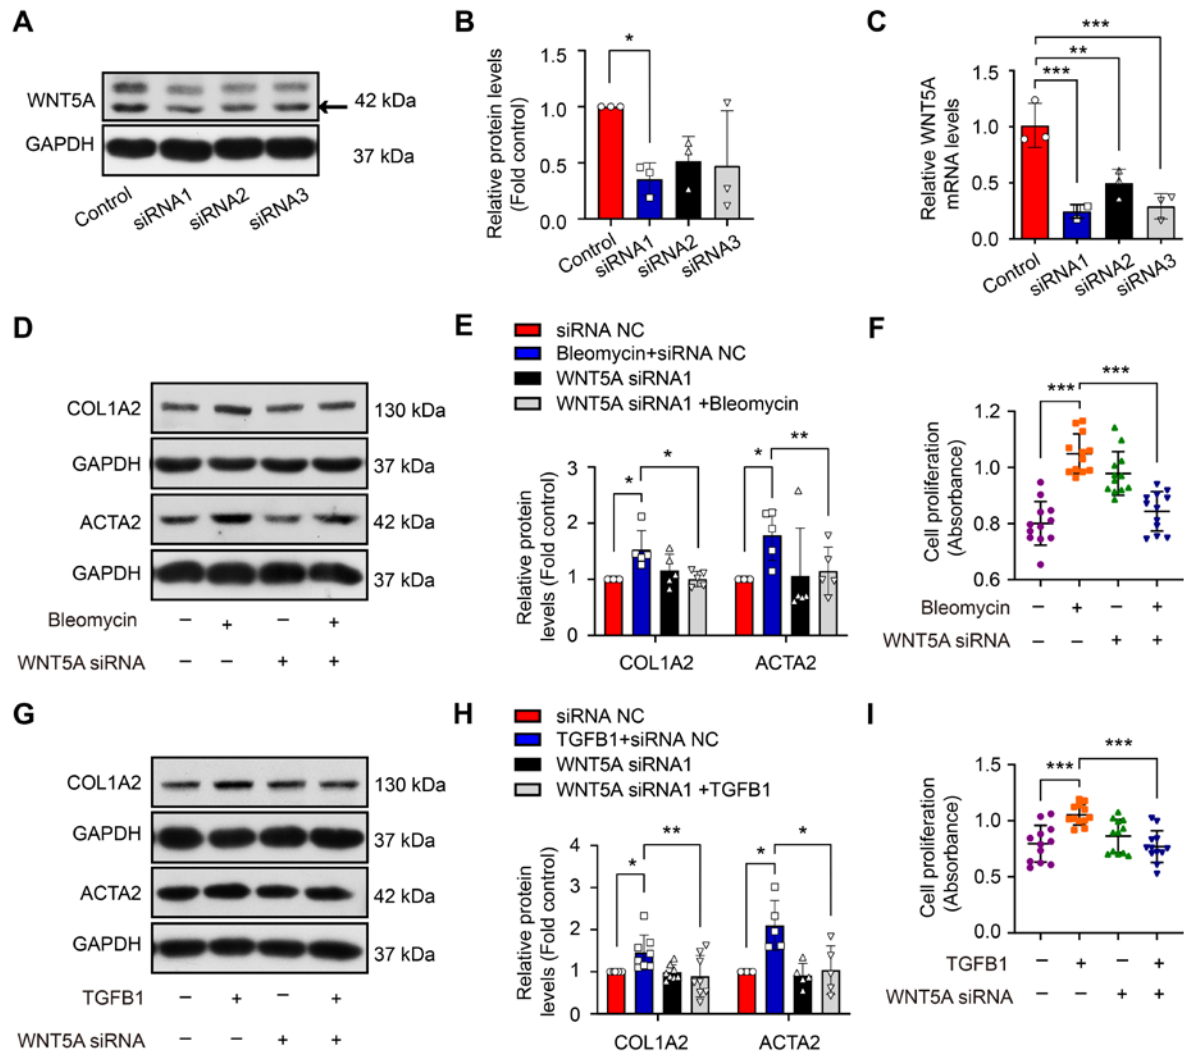 A
WNT5A
42 kDa
GAPDH
37 kDa
Control
siRNA1
siRNA2
siRNA3
B
Relative protein levels
(Fold control)
1.5
1.0
0.5
0.0
*
Control
siRNA1
siRNA2
siRNA3
C
Relative WNT5A
mRNA levels
1.5
1.0
0.5
0.0
***
**
***
Control
siRNA1
siRNA2
siRNA3
D
COL1A2
130 kDa
GAPDH
37 kDa
ACTA2
42 kDa
GAPDH
37 kDa
Bleomycin − + − +
WNT5A siRNA − − + +
E
siRNA NC
Bleomycin+siRNA NC
WNT5A siRNA1
WNT5A siRNA1 +Bleomycin
Relative protein
levels (Fold control)
3
2
1
0
* * * **
COL1A2 ACTA2
F
Cell proliferation
(Absorbance)
1.2
1.0
0.8
0.6
*** ***
Bleomycin − + − +
WNT5A siRNA − − + +
G
COL1A2
130 kDa
GAPDH
37 kDa
ACTA2
42 kDa
GAPDH
37 kDa
TGFB1 − + − +
WNT5A siRNA − − + +
H
siRNA NC
TGFB1+siRNA NC
WNT5A siRNA1
WNT5A siRNA1 +TGFB1
Relative protein
levels (Fold control)
4
3
2
1
0
* ** * *
COL1A2 ACTA2
I
Cell proliferation
(Absorbance)
1.5
1.0
0.5
0.0
*** ***
TGFB1 − + − +
WNT5A siRNA − − + +